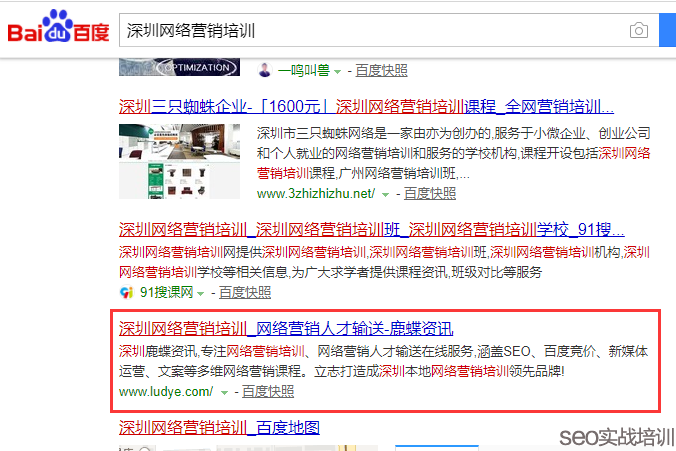 Bai du 百度
深圳网络营销培训
OPTIMIZATION
一鸣叫兽 - 百度快照
深圳三只蜘蛛企业-「1600元」深圳网络营销培训课程_全网营销培训...
深圳市三只蜘蛛网络是一家由亦为创办的,服务于小微企业、创业公司
和个人就业的网络营销培训和服务的学校机构,课程开设包括深圳网络
营销培训课程,广州网络营销培训班,...
www.3zhizhizhu.net/ - 百度快照
深圳网络营销培训_深圳网络营销培训班_深圳网络营销培训学校_91搜...
深圳网络营销培训网提供深圳网络营销培训,深圳网络营销培训班,深圳网络营销培训机构,深圳
网络营销培训学校等相关信息,为广大求学者提供课程资讯,班级对比等服务
91搜课网 - 百度快照
深圳网络营销培训_网络营销人才输送-鹿蝶资讯
深圳鹿蝶资讯,专注网络营销培训、网络营销人才输送在线服务,涵盖SEO、百度竞价、新媒体
运营、文案等多维网络营销课程。立志打造成深圳本地网络营销培训领先品牌!
www.ludye.com/ - 百度快照
深圳网络营销培训_百度地图
seo实战培训